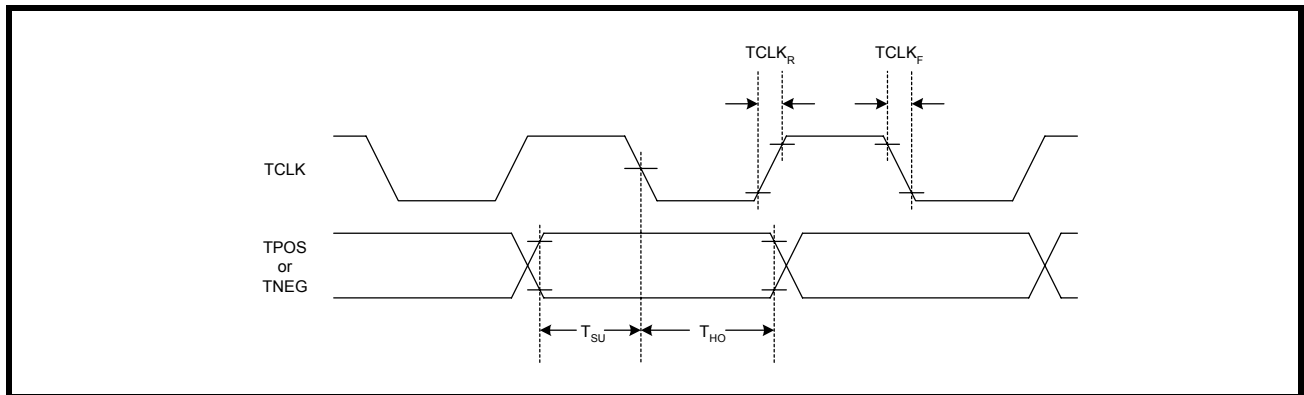 TCLKR
TCLKF
TCLK
TPOS
or
TNEG
TSU
THO